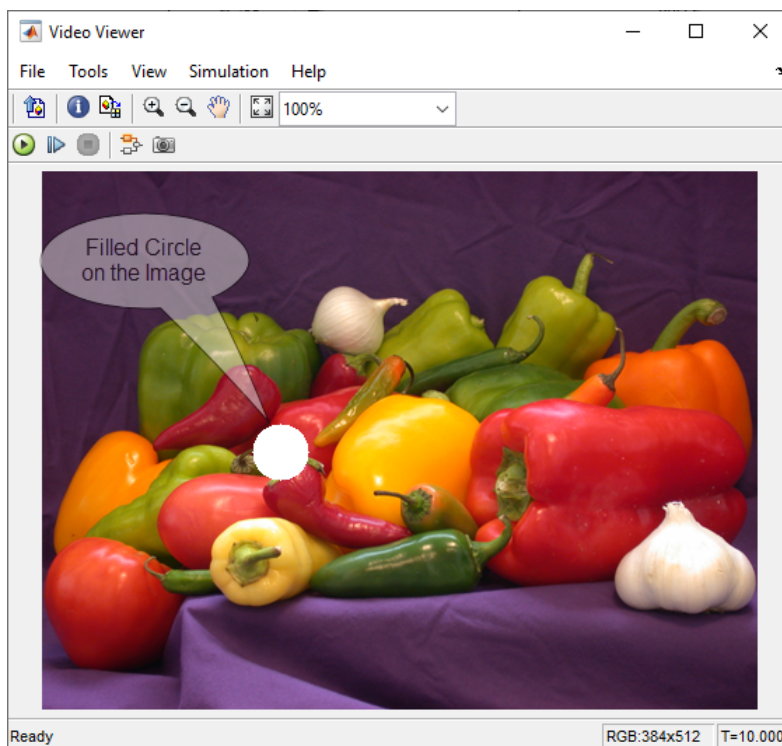 Video Viewer
File Tools View Simulation Help
100%
Filled Circle
on the Image
Ready RGB:384x512 T=10.000